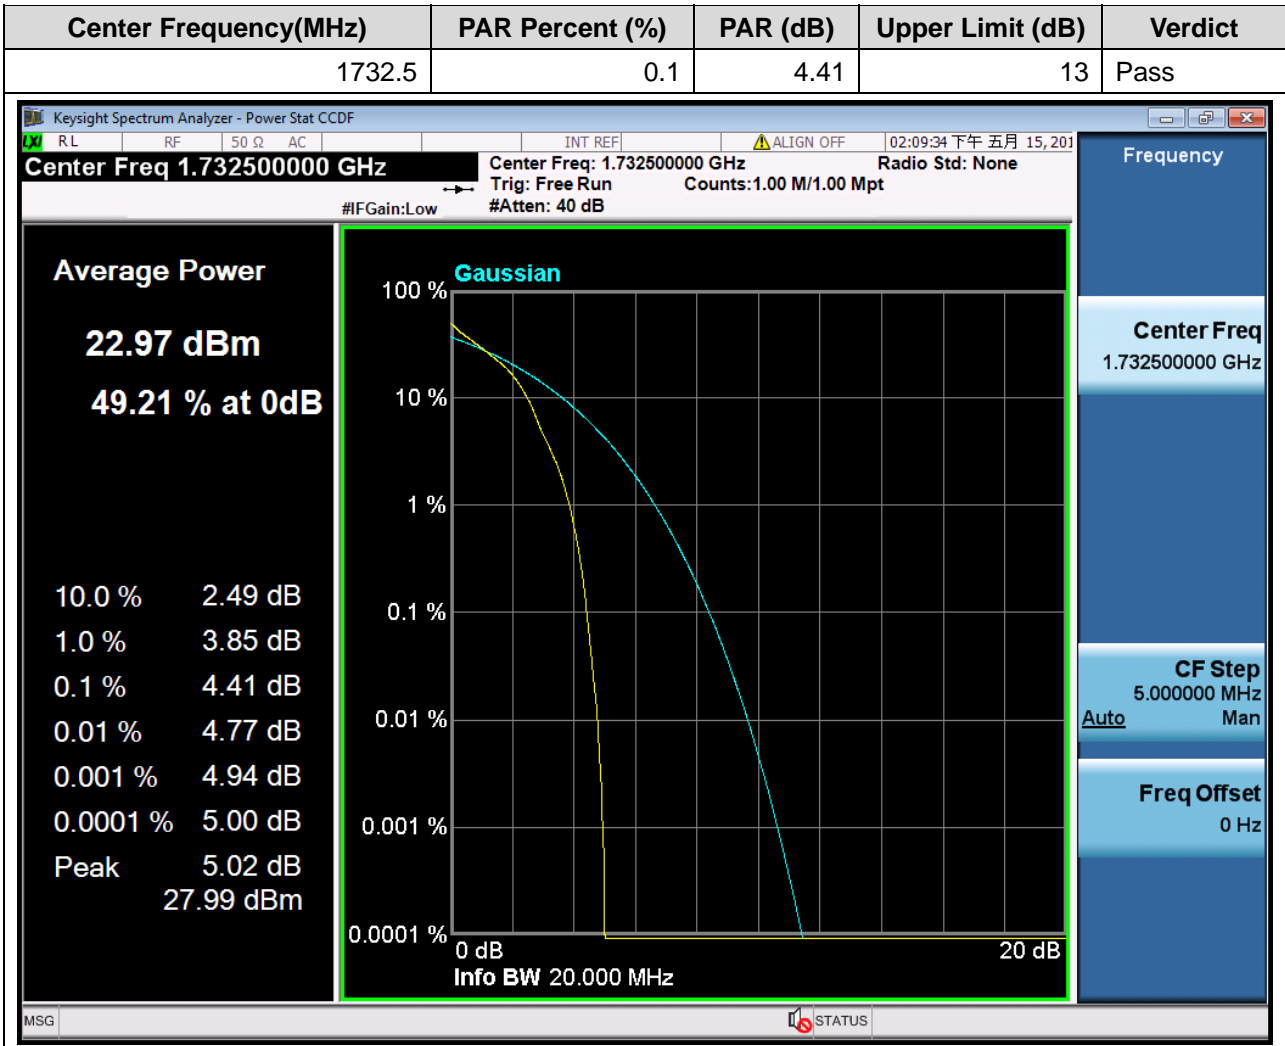 Center Frequency(MHz) PAR Percent (%) PAR (dB) Upper Limit (dB) Verdict
1732.5 0.1 4.41 13 Pass
Keysight Spectrum Analyzer - Power Stat CCDF
LXI RL RF 50 Ω AC INT REF ALIGN OFF 02:09:34 下午 五月 15, 201
Center Freq 1.732500000 GHz
Center Freq: 1.732500000 GHz Radio Std: None
Trig: Free Run Counts:1.00 M/1.00 Mpt
#IFGain:Low #Atten: 40 dB
Average Power
22.97 dBm
49.21 % at 0dB
10.0 % 2.49 dB
1.0 % 3.85 dB
0.1 % 4.41 dB
0.01 % 4.77 dB
0.001 % 4.94 dB
0.0001 % 5.00 dB
Peak 5.02 dB
27.99 dBm
Gaussian
100 %
10 %
1 %
0.1 %
0.01 %
0.001 %
0.0001 %
0 dB 20 dB
Info BW 20.000 MHz
Frequency
Center Freq
1.732500000 GHz
CF Step
5.000000 MHz
Auto Man
Freq Offset
0 Hz
MSG STATUS